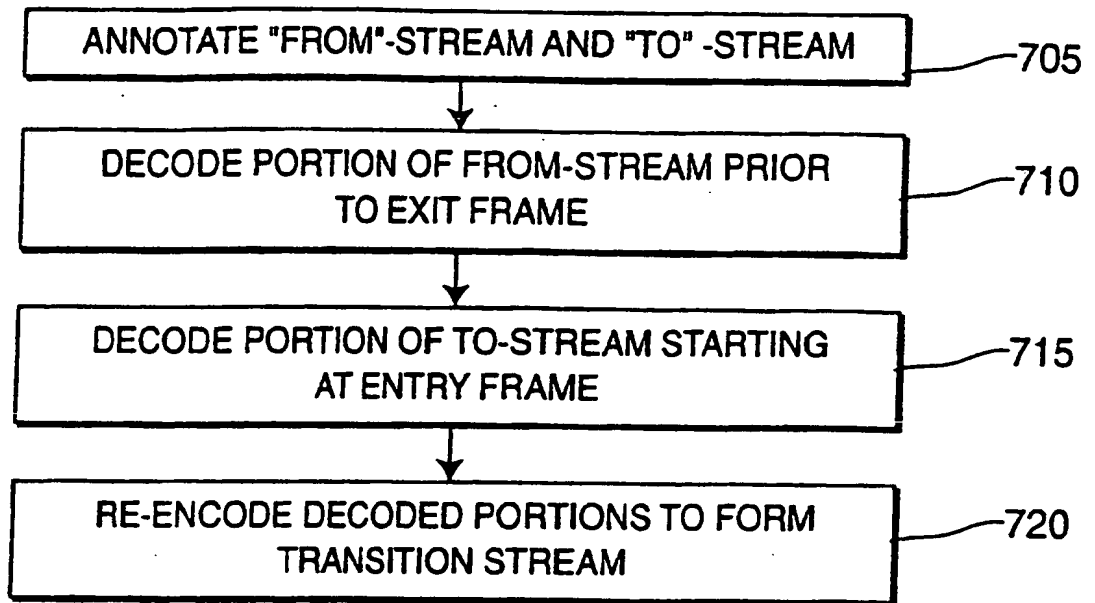 ANNOTATE "FROM"-STREAM AND "TO" -STREAM
705
DECODE PORTION OF FROM-STREAM PRIOR
TO EXIT FRAME
710
DECODE PORTION OF TO-STREAM STARTING
AT ENTRY FRAME
715
RE-ENCODE DECODED PORTIONS TO FORM
TRANSITION STREAM
720